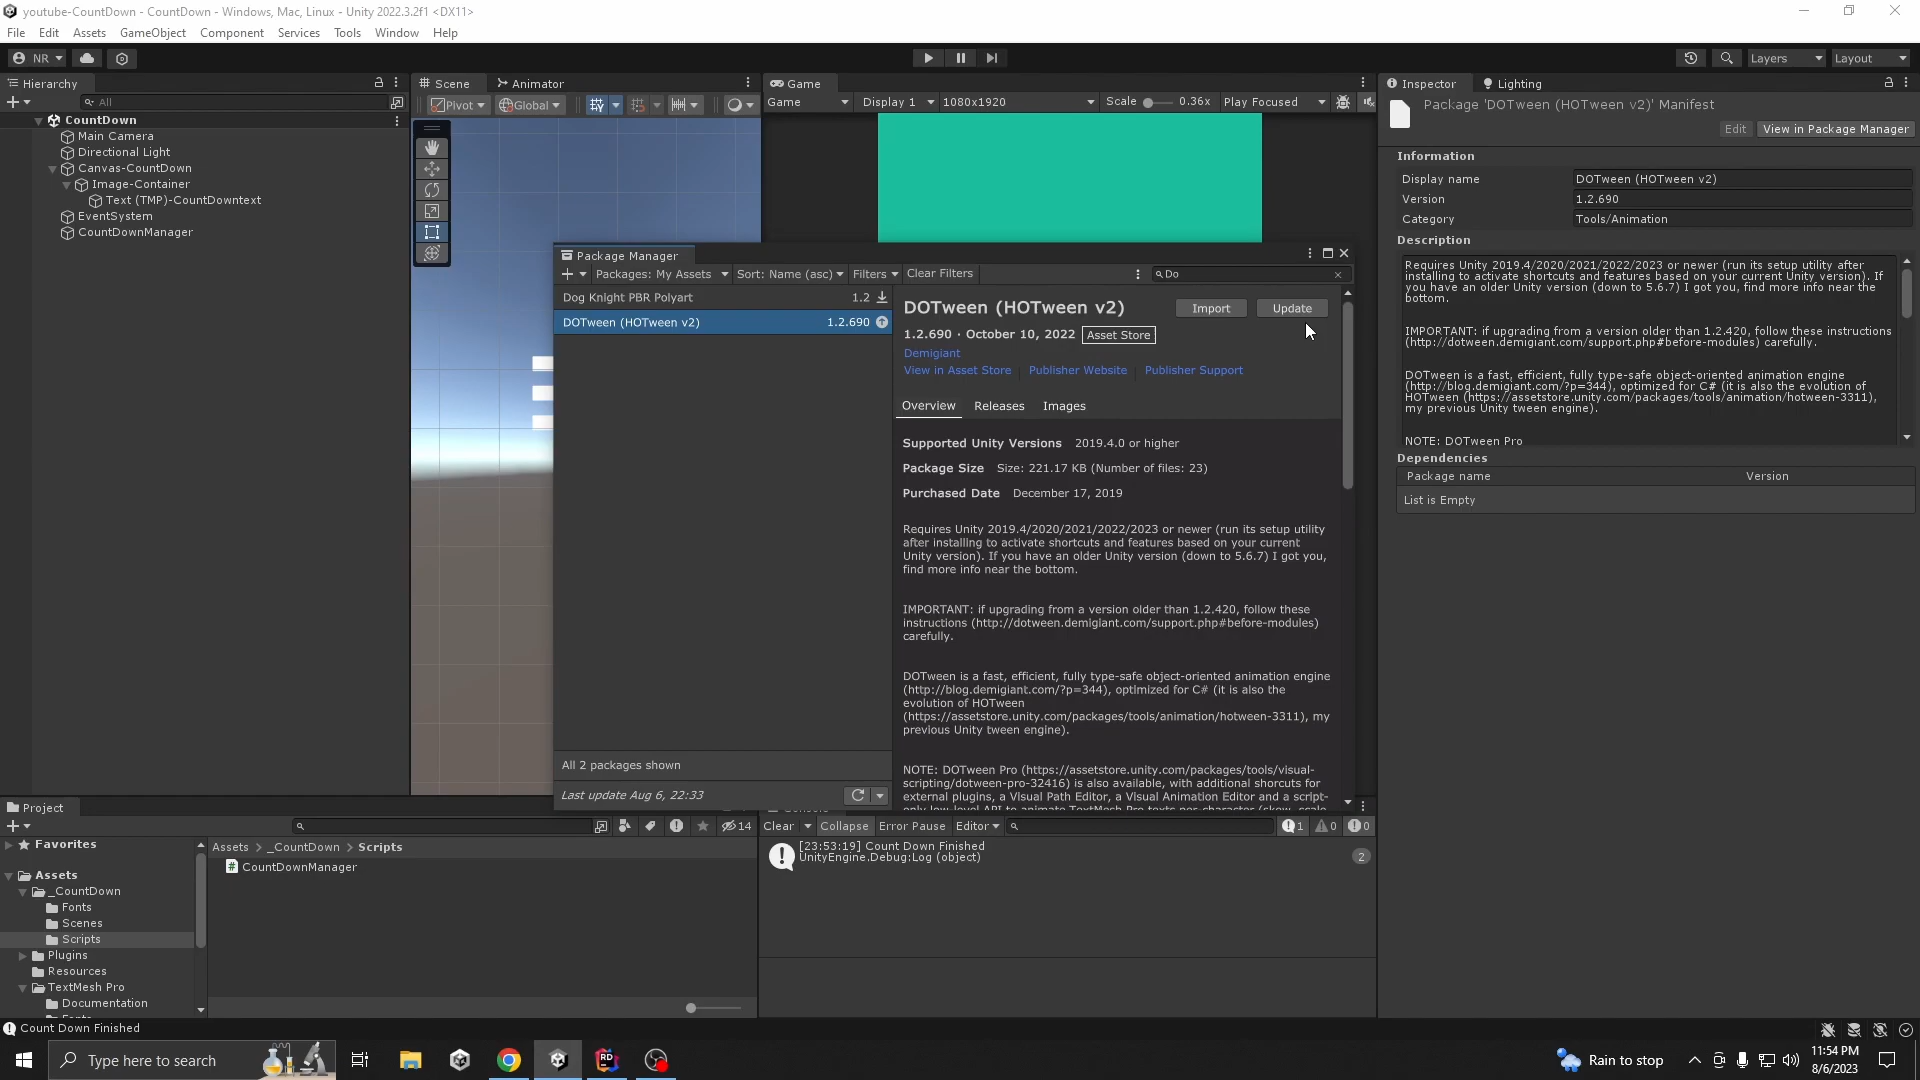 youtube-CountDown - CountDown - Windows, Mac, Linux - Unity 2022.3.2f1 <DX11>
File Edit Assets GameObject Component Services Tools Window Help
NR Layers Layout
Hierarchy
All
CountDown
Main Camera
Directional Light
Canvas-CountDown
Image-Container
Text (TMP)-CountDowntext
EventSystem
CountDownManager
Scene Animator
Pivot Global
Game
Game Display 1 1080x1920 Scale 0.36x Play Focused
Package Manager
Packages: My Assets Sort: Name (asc) Filters Clear Filters Do
Dog Knight PBR Polyart 1.2
DOTween (HOTween v2) 1.2.690
All 2 packages shown
Last update Aug 6, 22:33
DOTween (HOTween v2) Import Update
1.2.690 · October 10, 2022 Asset Store
Demigiant
View in Asset Store Publisher Website Publisher Support
Overview Releases Images
Supported Unity Versions 2019.4.0 or higher
Package Size Size: 221.17 KB (Number of files: 23)
Purchased Date December 17, 2019
Requires Unity 2019.4/2020/2021/2022/2023 or newer (run its setup utility
after installing to activate shortcuts and features based on your current
Unity version). If you have an older Unity version (down to 5.6.7) I got you,
find more info near the bottom.
IMPORTANT: if upgrading from a version older than 1.2.420, follow these
instructions (http://dotween.demigiant.com/support.php#before-modules)
carefully.
DOTween is a fast, efficient, fully type-safe object-oriented animation engine
(http://blog.demigiant.com/?p=344), optimized for C# (it is also the
evolution of HOTween
(https://assetstore.unity.com/packages/tools/animation/hotween-3311), my
previous Unity tween engine).
NOTE: DOTween Pro (https://assetstore.unity.com/packages/tools/visual-
scripting/dotween-pro-32416) is also available, with additional shorcuts for
external plugins, a Visual Path Editor, a Visual Animation Editor and a script-
only low-level API to animate TextMesh Pro texts per-character (skew, scale
Inspector Lighting
Package 'DOTween (HOTween v2)' Manifest
Edit View in Package Manager
Information
Display name DOTween (HOTween v2)
Version 1.2.690
Category Tools/Animation
Description
Requires Unity 2019.4/2020/2021/2022/2023 or newer (run its setup utility after
installing to activate shortcuts and features based on your current Unity version). If
you have an older Unity version (down to 5.6.7) I got you, find more info near the
bottom.
IMPORTANT: if upgrading from a version older than 1.2.420, follow these instructions
(http://dotween.demigiant.com/support.php#before-modules) carefully.
DOTween is a fast, efficient, fully type-safe object-oriented animation engine
(http://blog.demigiant.com/?p=344), optimized for C# (it is also the evolution of
HOTween (https://assetstore.unity.com/packages/tools/animation/hotween-3311),
my previous Unity tween engine).
NOTE: DOTween Pro
Dependencies
Package name Version
List is Empty
Project
14
Favorites
Assets
_CountDown
Fonts
Scenes
Scripts
Plugins
Resources
TextMesh Pro
Documentation
Assets > _CountDown > Scripts
CountDownManager
Clear Collapse Error Pause Editor 1 0 0
[23:53:19] Count Down Finished
UnityEngine.Debug:Log (object)
2
Count Down Finished
Type here to search
RD
Rain to stop
11:54 PM
8/6/2023